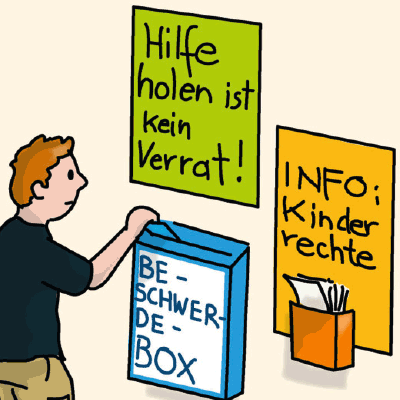 Hilfe
holen ist
kein
Verrat!
INFO:
Kinder
rechte
BE-
SCHWER-
DE-
BOX